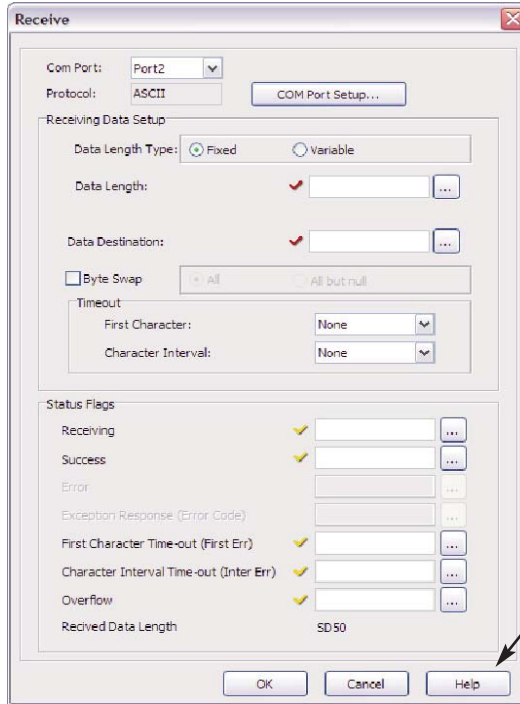 Receive
Com Port: Port2
Protocol: ASCII COM Port Setup...
Receiving Data Setup
Data Length Type: Fixed Variable
Data Length: ...
Data Destination: ...
Byte Swap All All but null
Timeout
First Character: None
Character Interval: None
Status Flags
Receiving ...
Success ...
Error ...
Exception Response (Error Code) ...
First Character Time-out (First Err) ...
Character Interval Time-out (Inter Err) ...
Overflow ...
Recived Data Length SD50
OK Cancel Help